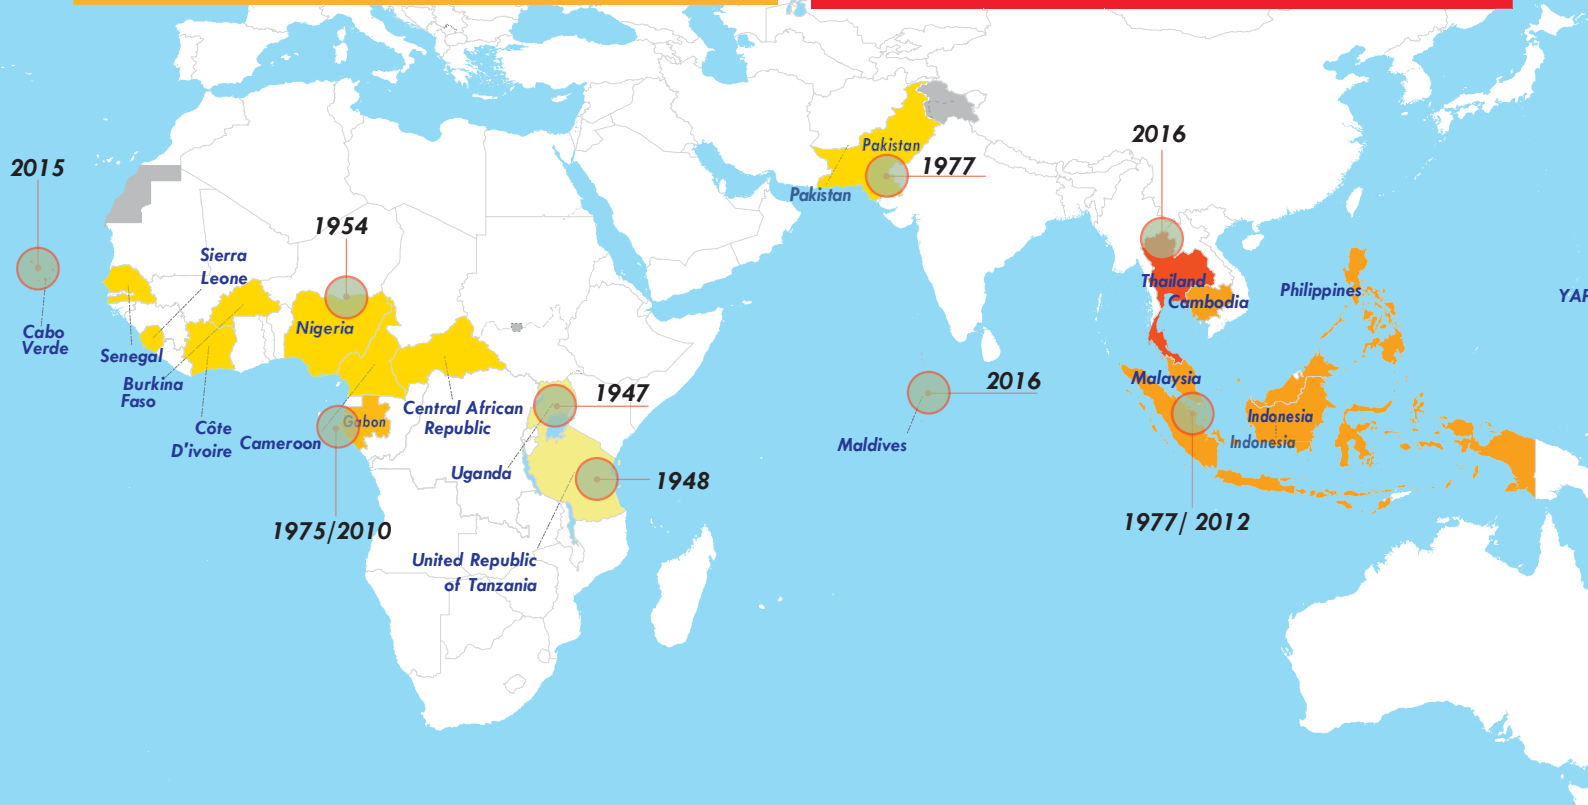 2016
Pakistan
1977
2015
Pakistan
1954
Sierra
Leone
Thailand
Philippines
YAP
Cambodia
Nigeria
Cabo
Verde
Senegal
Malaysia
2016
Burkina
Faso
1947
Central African
Republic
Gabon
Indonesia
Côte
D'ivoire
Cameroon
Indonesia
Maldives
Uganda
1948
1975/2010
1977/ 2012
United Republic
of Tanzania